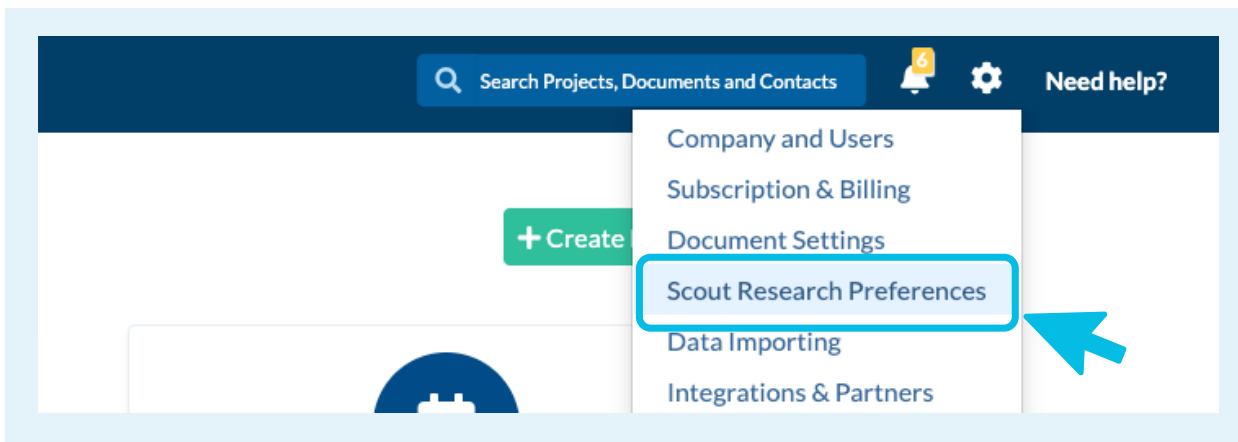 Search Projects, Documents and Contacts
6
Need help?
Company and Users
Subscription & Billing
+ Create
Document Settings
Scout Research Preferences
Data Importing
Integrations & Partners